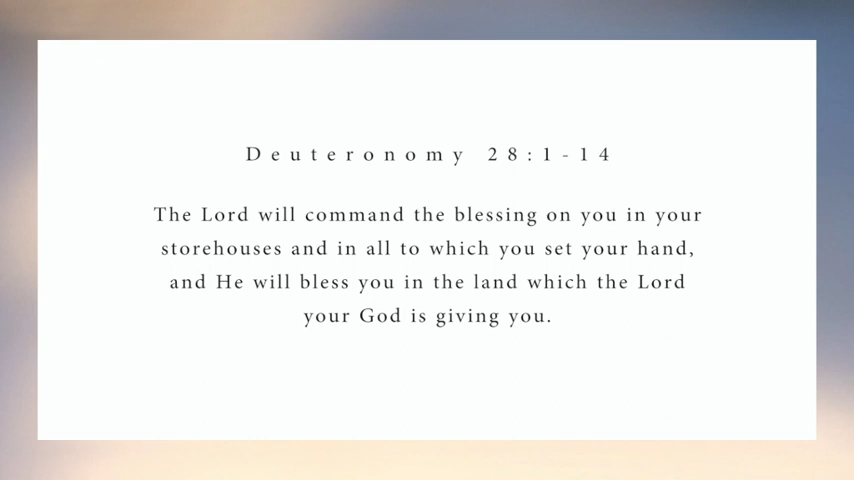 Deuteronomy 28:1-14
The Lord will command the blessing on you in your
storehouses and in all to which you set your hand,
and He will bless you in the land which the Lord
your God is giving you.